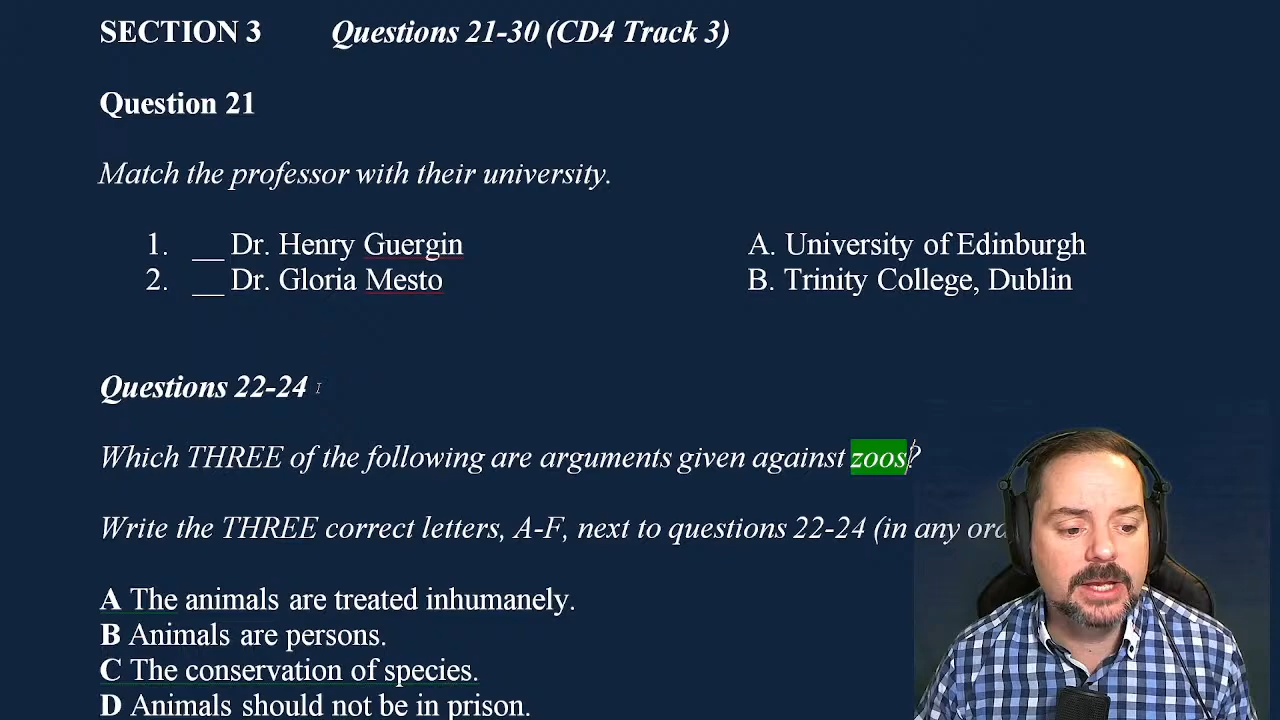 SECTION 3 Questions 21-30 (CD4 Track 3)
Question 21
Match the professor with their university.
1. __ Dr. Henry Guergin A. University of Edinburgh
2. __ Dr. Gloria Mesto B. Trinity College, Dublin
Questions 22-24
Which THREE of the following are arguments given against zoos?
Write the THREE correct letters, A-F, next to questions 22-24 (in any
A The animals are treated inhumanely.
B Animals are persons.
C The conservation of species.
D Animals should not be in prison.